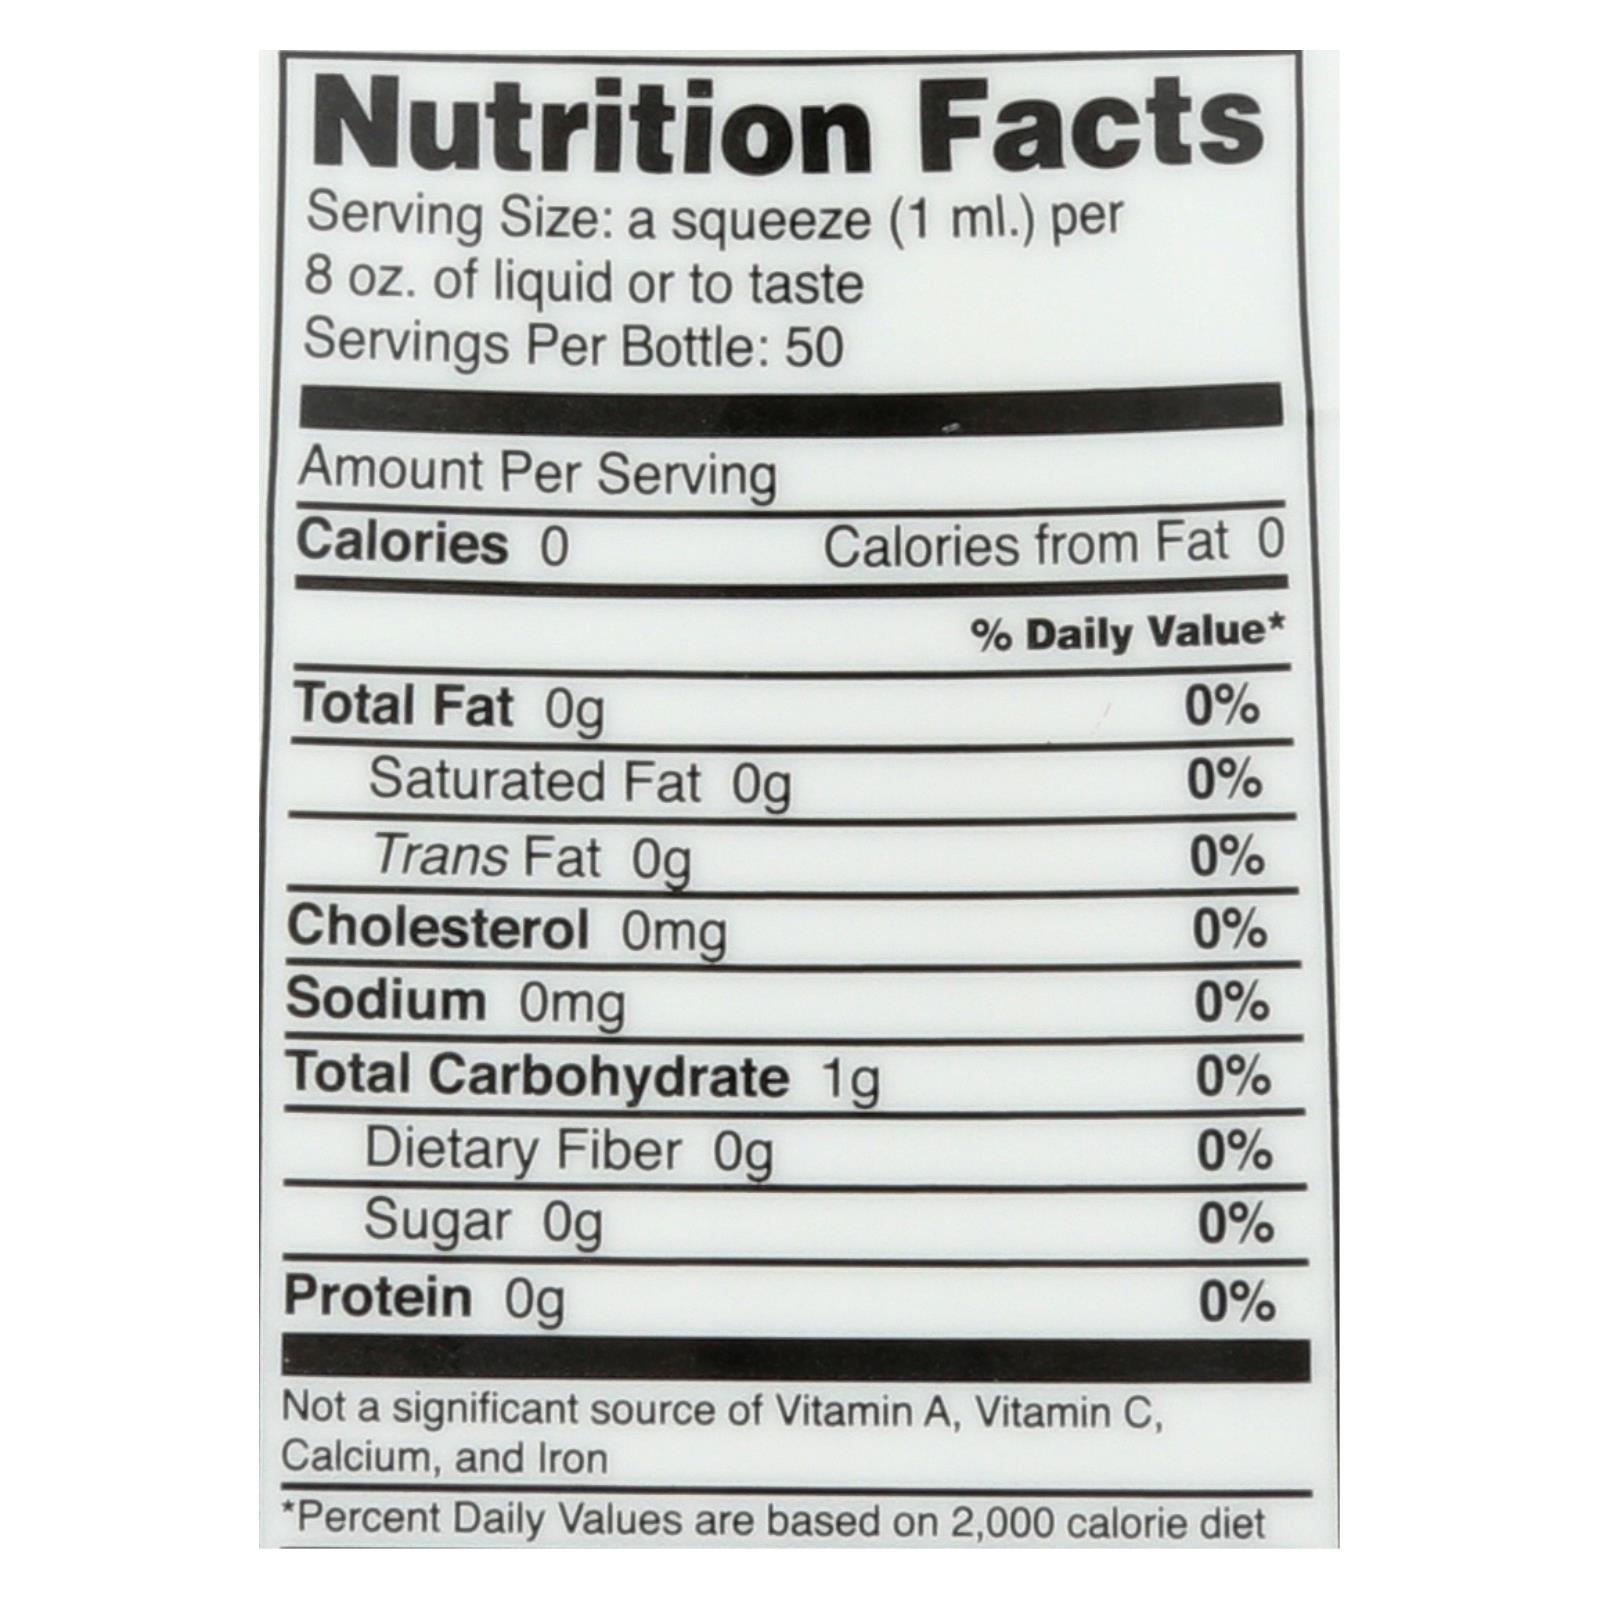 Nutrition Facts
Serving Size: a squeeze (1 ml.) per
8 oz. of liquid or to taste
Servings Per Bottle: 50
Amount Per Serving
Calories 0 Calories from Fat 0
% Daily Value*
Total Fat 0g 0%
Saturated Fat 0g 0%
Trans Fat 0g 0%
Cholesterol 0mg 0%
Sodium 0mg 0%
Total Carbohydrate 1g 0%
Dietary Fiber 0g 0%
Sugar 0g 0%
Protein 0g 0%
Not a significant source of Vitamin A, Vitamin C,
Calcium, and Iron
*Percent Daily Values are based on 2,000 calorie diet